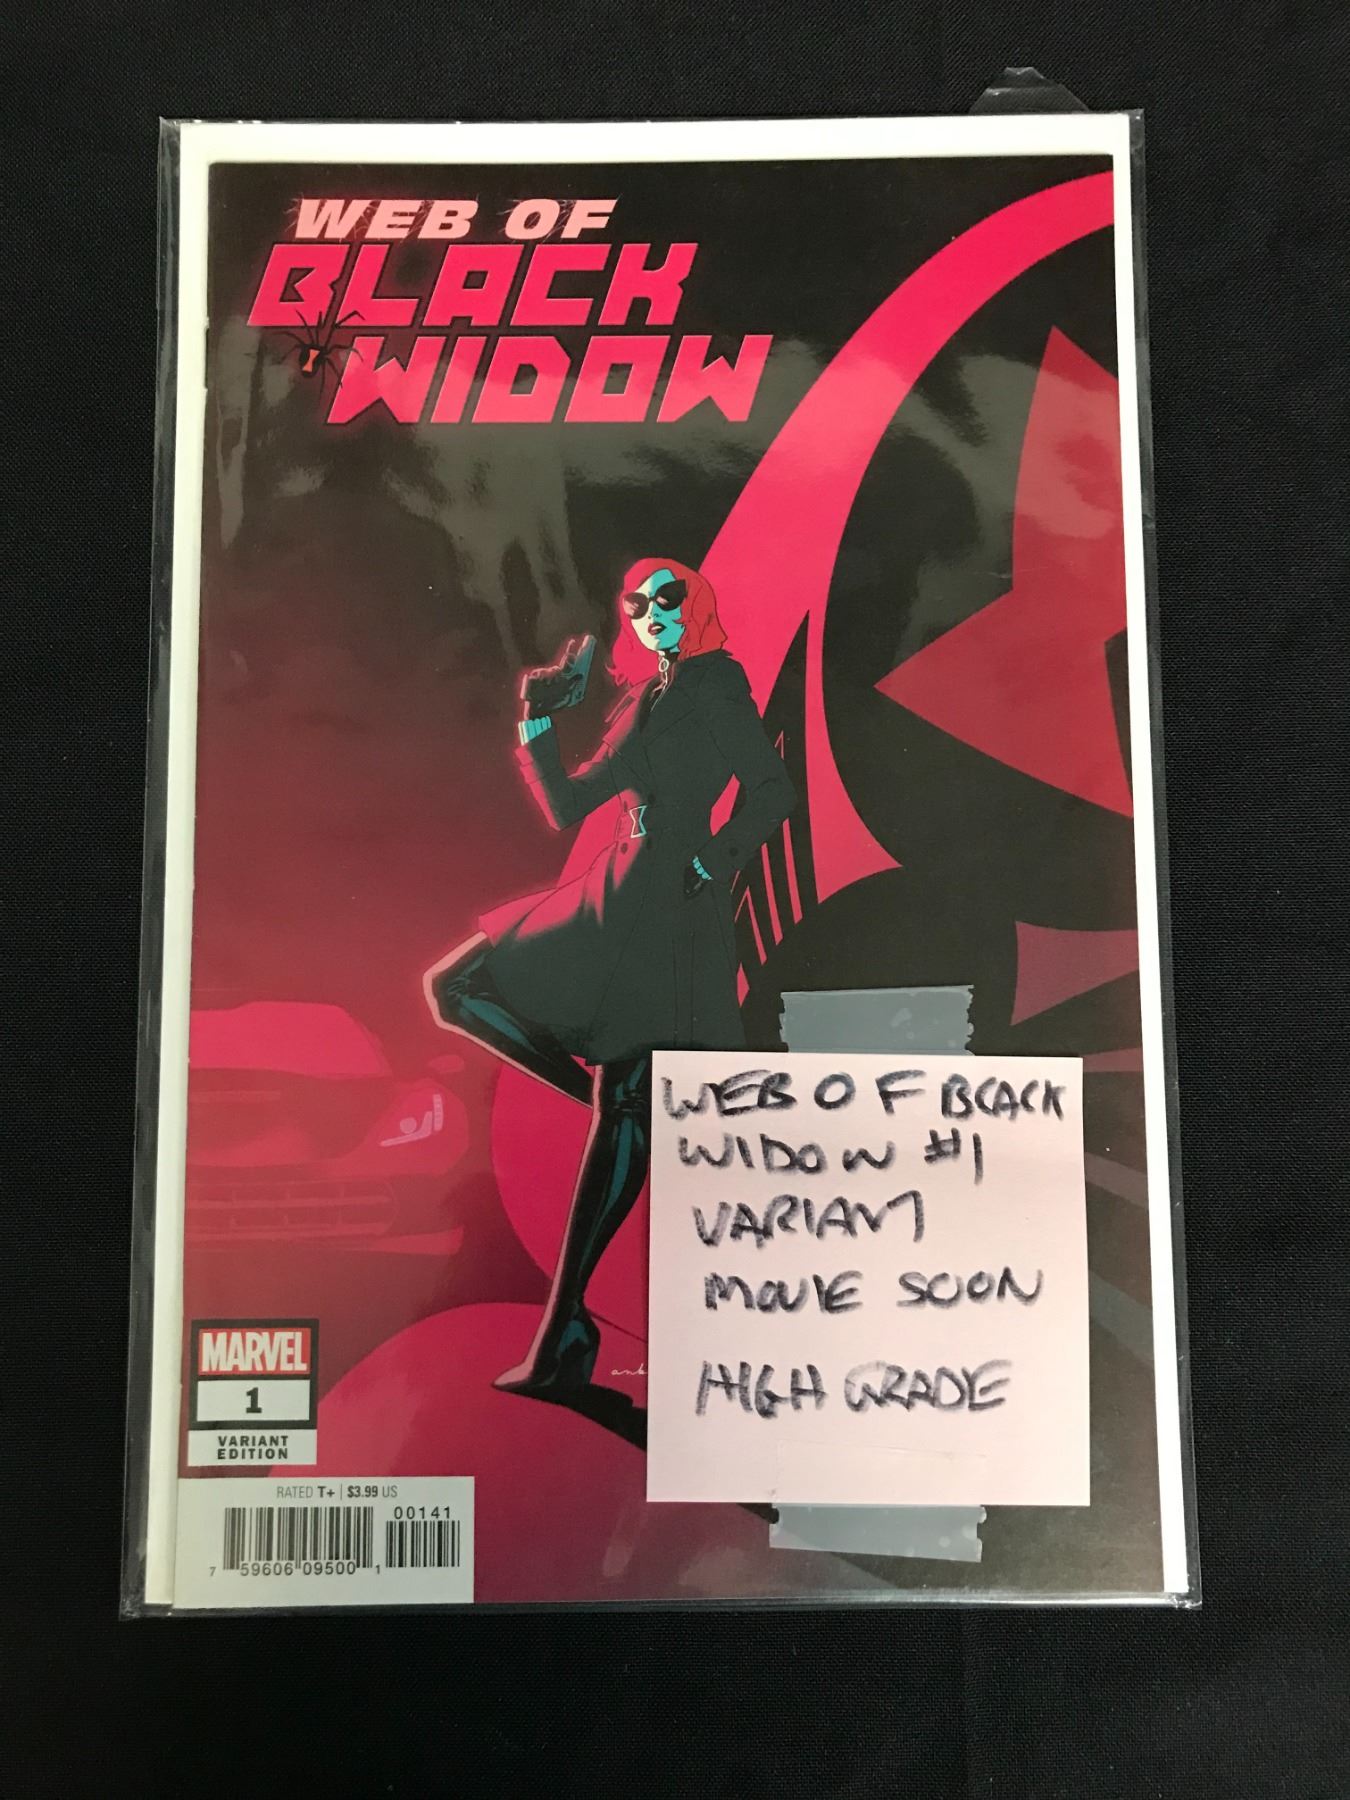 WEB OF
BLACK
WIDOW
WEB OF BLACK
WIDOW #1
VARIANT
MOVIE SOON
HIGH GRADE
MARVEL
1
VARIANT
EDITION
RATED T+ $3.99 US
00141
7 59606 09500 1